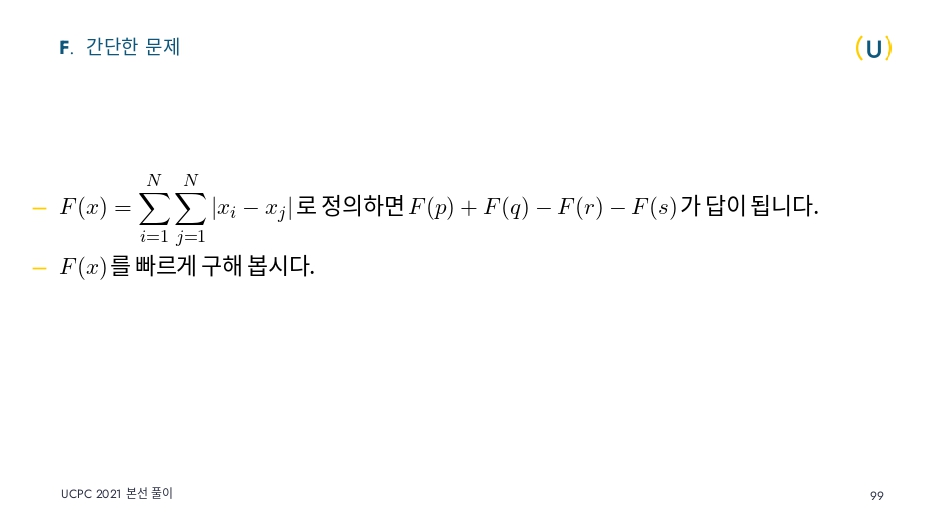 F. 간단한 문제
(U)
– F(x) = \sum_{i=1}^{N} \sum_{j=1}^{N} |x_i − x_j|로 정의하면 F(p) + F(q) − F(r) − F(s)가 답이 됩니다.
– F(x)를 빠르게 구해 봅시다.
UCPC 2021 본선 풀이
99